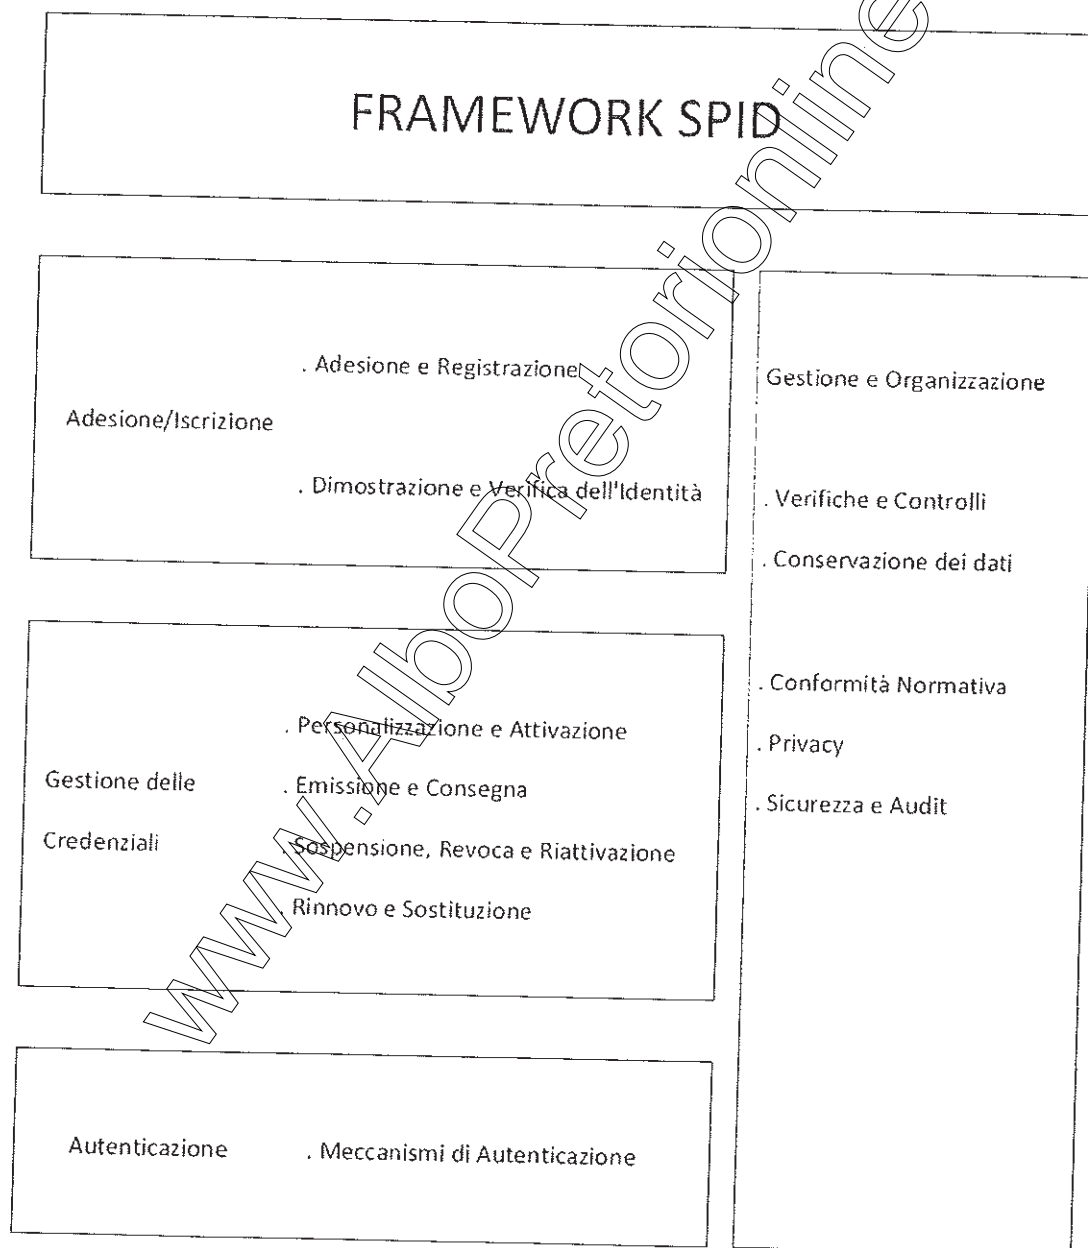 FRAMEWORK SPID
Adesione/Iscrizione
. Adesione e Registrazione
. Dimostrazione e Verifica dell'Identità
Gestione delle
Credenziali
. Personalizzazione e Attivazione
. Emissione e Consegna
. Sospensione, Revoca e Riattivazione
. Rinnovo e Sostituzione
Autenticazione
. Meccanismi di Autenticazione
Gestione e Organizzazione
. Verifiche e Controlli
. Conservazione dei dati
. Conformità Normativa
. Privacy
. Sicurezza e Audit
www.AlboPretorionline